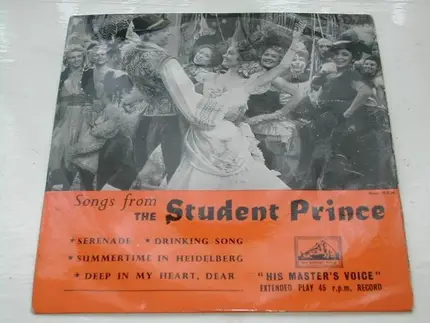 Songs from
THE Student Prince
★ SERENADE ★ DRINKING SONG
★ SUMMERTIME IN HEIDELBERG
★ DEEP IN MY HEART, DEAR
"HIS MASTER'S VOICE"
EXTENDED PLAY 45 r.p.m. RECORD